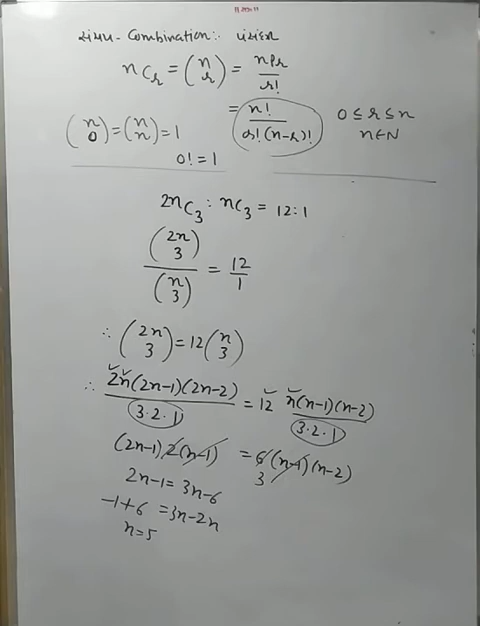 સંચય - Combination:- પસંદગી
nCr = (n r) = nPr / r!
= n! / r!(n-r)! 0 ≤ r ≤ n
(n 0) = (n n) = 1 n∈N
0! = 1
2nC3 : nC3 = 12:1
(2n 3) / (n 3) = 12/1
∴ (2n 3) = 12 (n 3)
∴ 2n(2n-1)(2n-2) / 3·2·1 = 12 n(n-1)(n-2) / 3·2·1
(2n-1) 2(n-1) = 6 (n-1)(n-2)
3
2n-1 = 3n-6
-1+6 = 3n-2n
n=5